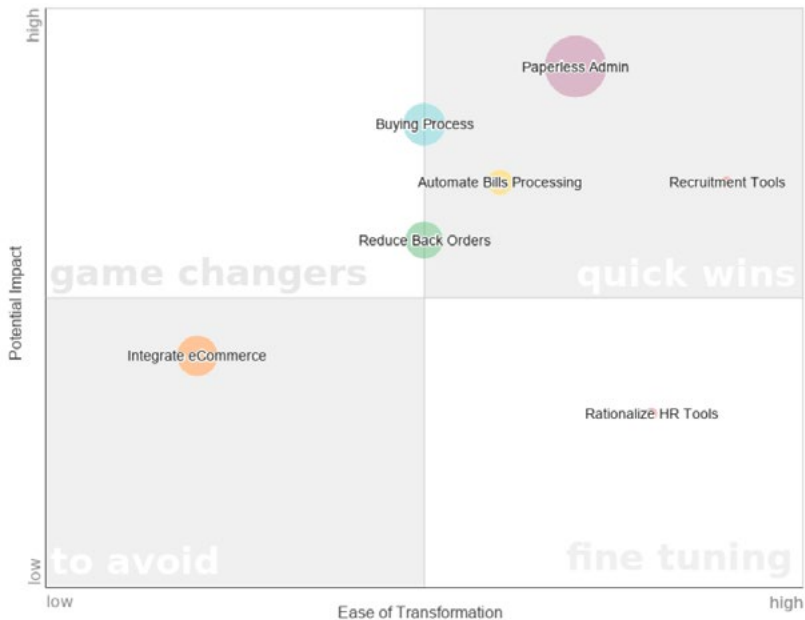 high
Paperless Admin
Buying Process
Automate Bills Processing
Recruitment Tools
Reduce Back Orders
game changers
quick wins
Potential Impact
Integrate eCommerce
Rationalize HR Tools
to avoid
fine tuning
low
low
Ease of Transformation
high